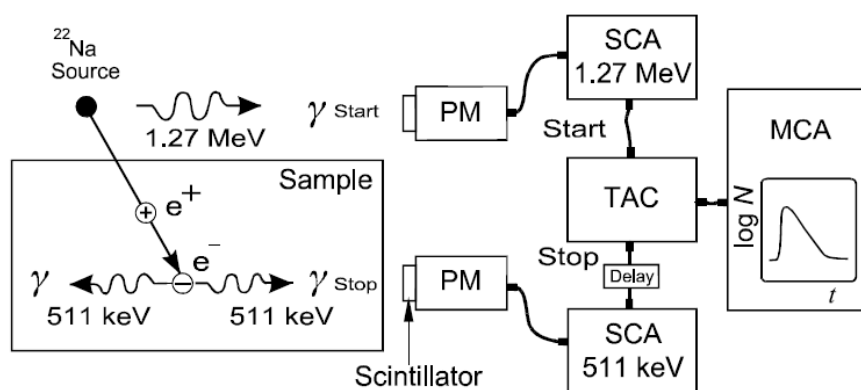 ²²Na
Source
1.27 MeV
γ Start
PM
SCA
1.27 MeV
Start
MCA
Sample
TAC
log N
e⁺
+
e⁻
−
Stop
Delay
t
γ
γ Stop
PM
511 keV
511 keV
SCA
511 keV
Scintillator